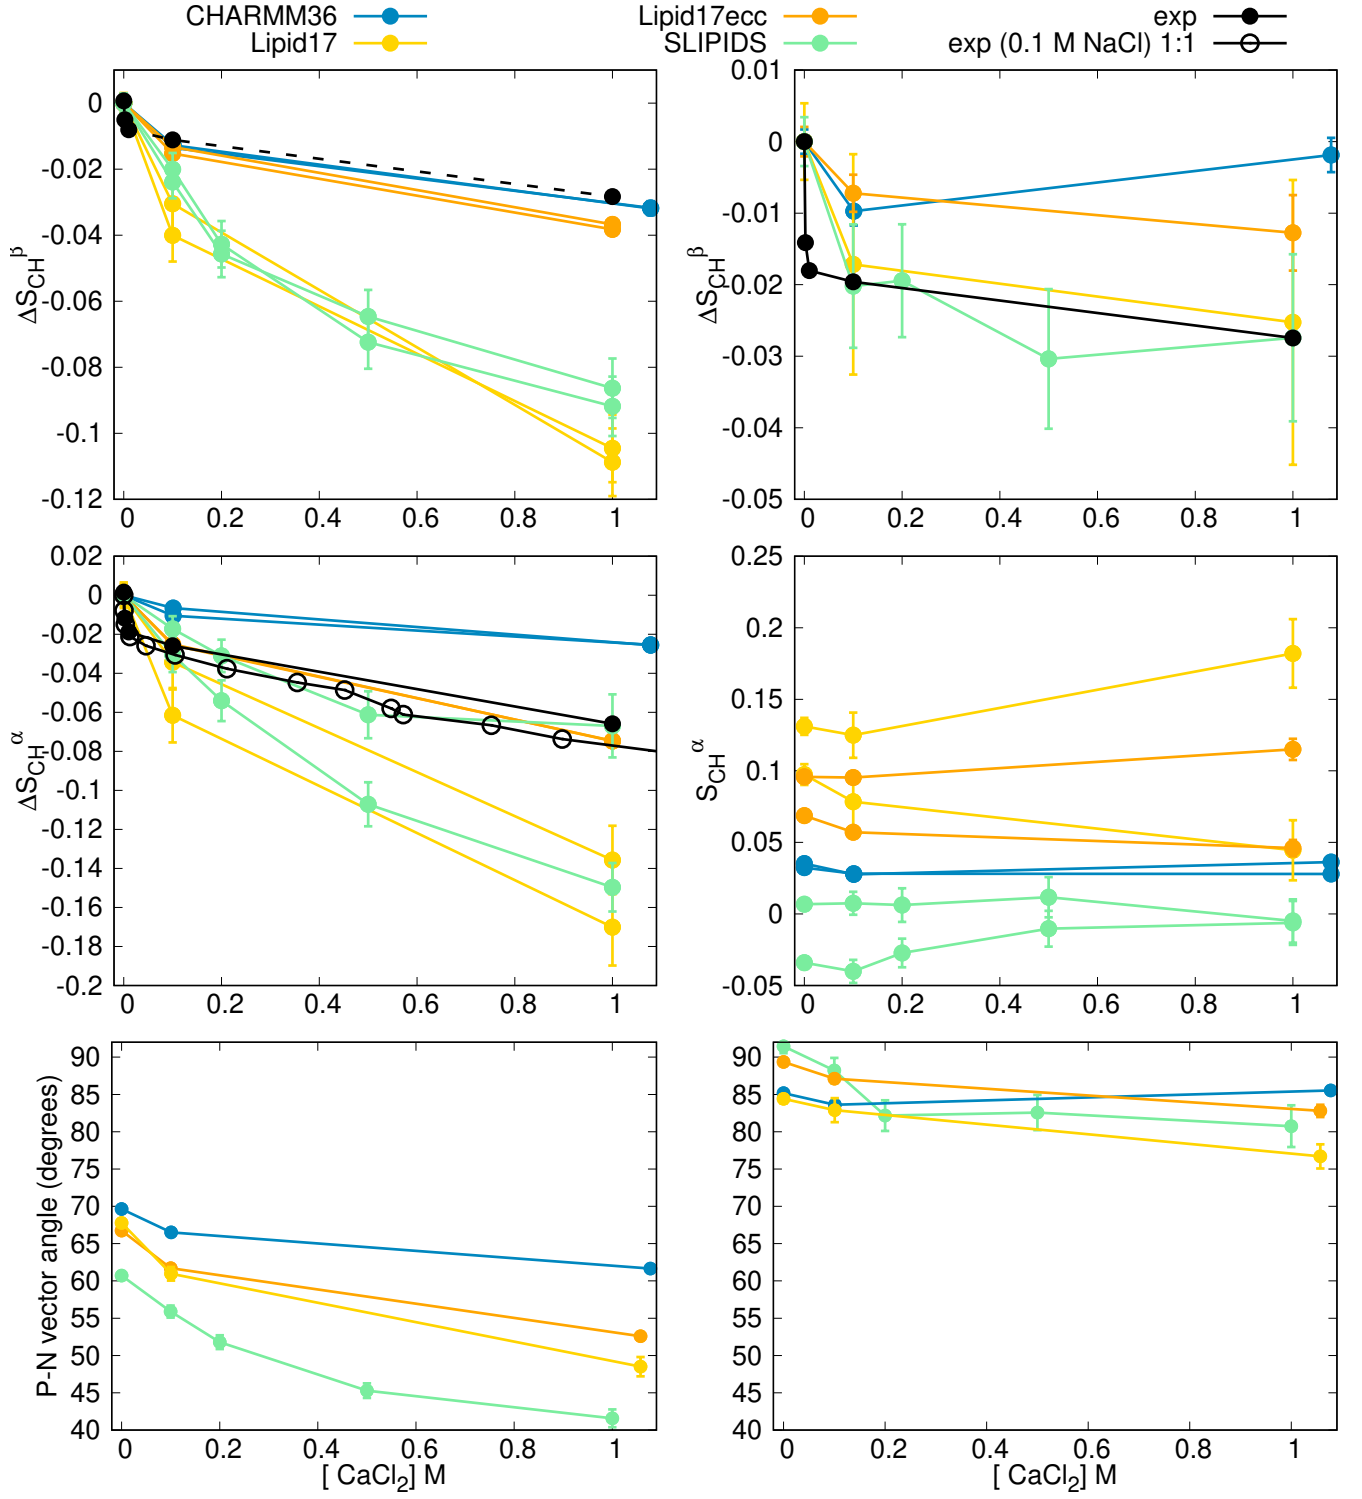 CHARMM36
Lipid17
Lipid17ecc
SLIPIDS
exp
exp (0.1 M NaCl) 1:1
ΔS_CH^β
0
-0.02
-0.04
-0.06
-0.08
-0.1
-0.12
0 0.2 0.4 0.6 0.8 1
ΔS_CH^β
0.01
0
-0.01
-0.02
-0.03
-0.04
-0.05
0 0.2 0.4 0.6 0.8 1
ΔS_CH^α
0.02
0
-0.02
-0.04
-0.06
-0.08
-0.1
-0.12
-0.14
-0.16
-0.18
-0.2
0 0.2 0.4 0.6 0.8 1
S_CH^α
0.25
0.2
0.15
0.1
0.05
0
-0.05
0 0.2 0.4 0.6 0.8 1
P-N vector angle (degrees)
90
85
80
75
70
65
60
55
50
45
40
0 0.2 0.4 0.6 0.8 1
[ CaCl₂] M
90
85
80
75
70
65
60
55
50
45
40
0 0.2 0.4 0.6 0.8 1
[ CaCl₂] M